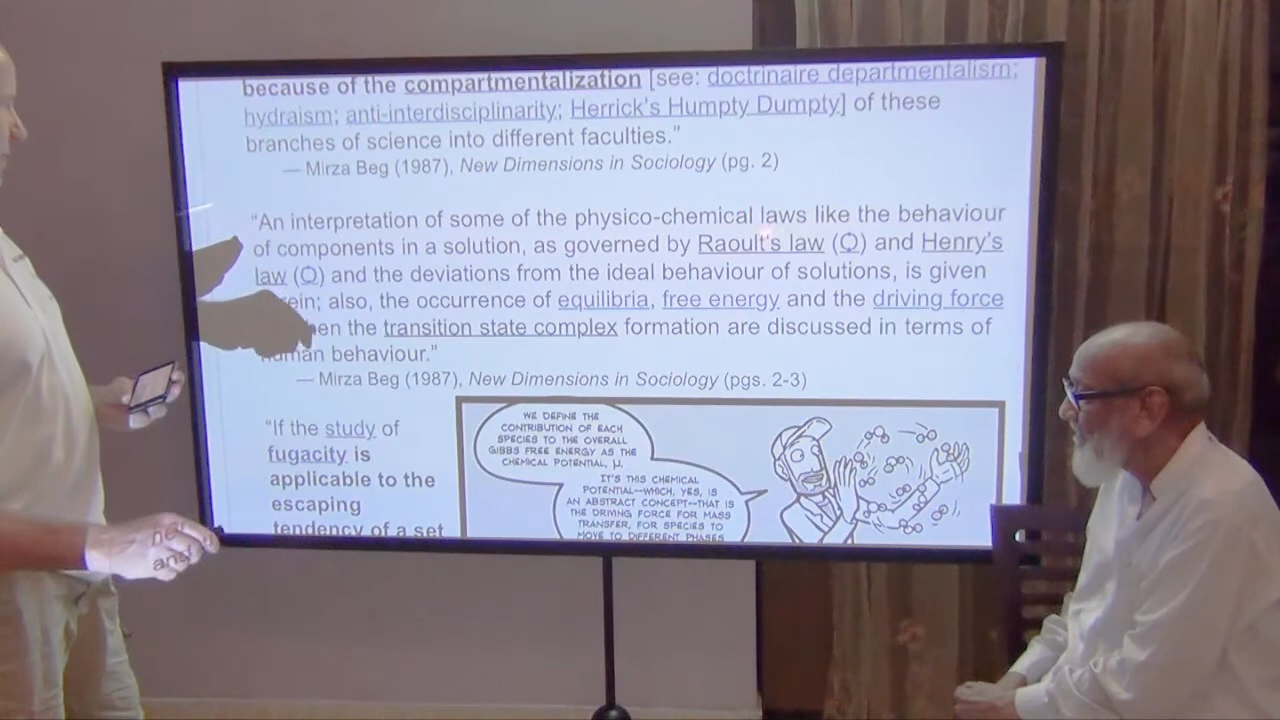 because of the compartmentalization [see: doctrinaire departmentalism;
hydraism; anti-interdisciplinarity; Herrick's Humpty Dumpty] of these
branches of science into different faculties.”
— Mirza Beg (1987), New Dimensions in Sociology (pg. 2)
“An interpretation of some of the physico-chemical laws like the behaviour
of components in a solution, as governed by Raoult's law (Q) and Henry's
law (Q) and the deviations from the ideal behaviour of solutions, is given
ein; also, the occurrence of equilibria, free energy and the driving force
en the transition state complex formation are discussed in terms of
human behaviour.”
— Mirza Beg (1987), New Dimensions in Sociology (pgs. 2-3)
“If the study of
fugacity is
applicable to the
escaping
tendency of a set
WE DEFINE THE
CONTRIBUTION OF EACH
SPECIES TO THE OVERALL
GIBBS FREE ENERGY AS THE
CHEMICAL POTENTIAL, μ.
IT'S THIS CHEMICAL
POTENTIAL--WHICH, YES, IS
AN ABSTRACT CONCEPT--THAT IS
THE DRIVING FORCE FOR MASS
TRANSFER, FOR SPECIES TO
MOVE TO DIFFERENT PHASES